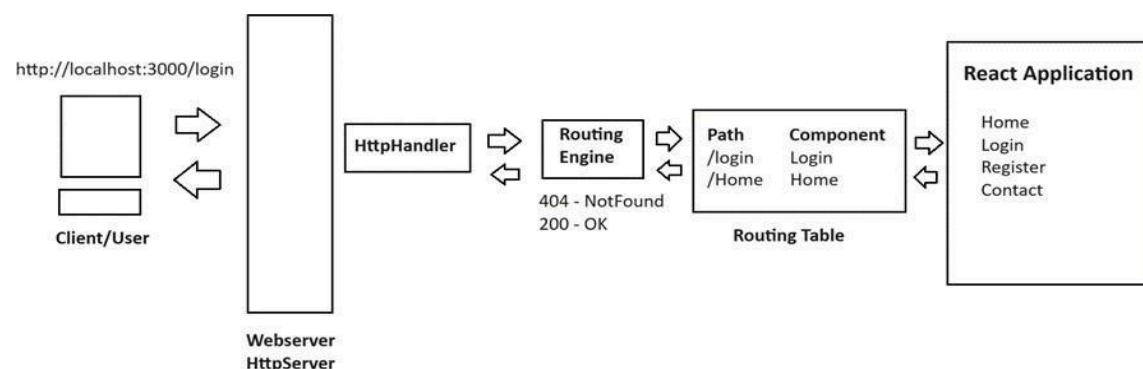 http://localhost:3000/login
Client/User
Webserver
HttpServer
HttpHandler
Routing
Engine
404 - NotFound
200 - OK
Path Component
/login Login
/Home Home
Routing Table
React Application
Home
Login
Register
Contact